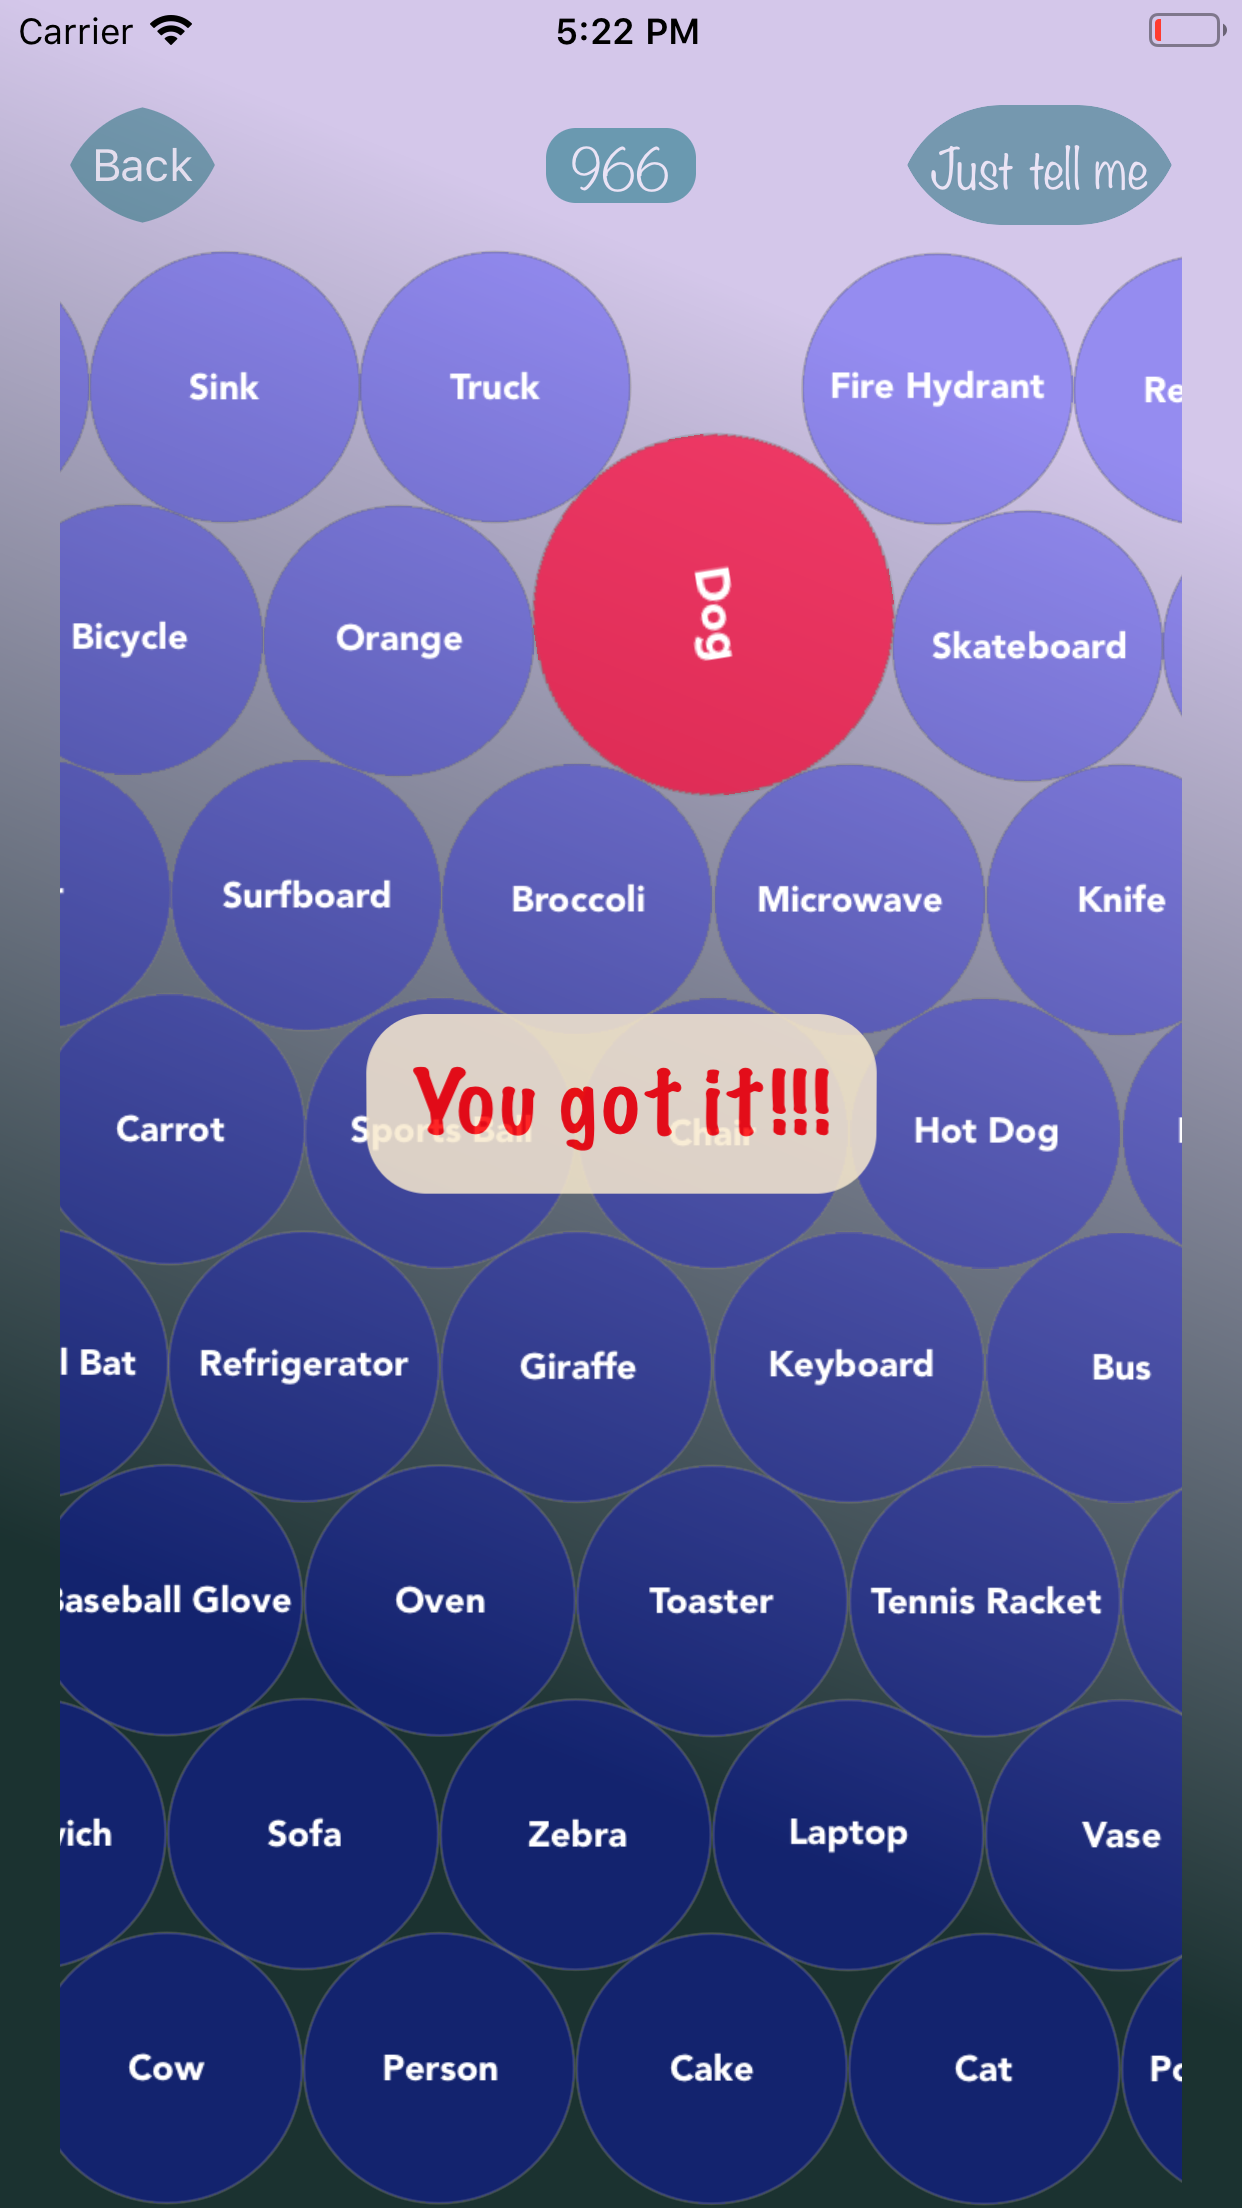 Carrier 5:22 PM
Back 966 Just tell me
Sink Truck Fire Hydrant Re
Bicycle Orange Dog Skateboard
Surfboard Broccoli Microwave Knife
Carrot Sports Ball Chair Hot Dog
You got it!!!
l Bat Refrigerator Giraffe Keyboard Bus
Baseball Glove Oven Toaster Tennis Racket
vich Sofa Zebra Laptop Vase
Cow Person Cake Cat Po